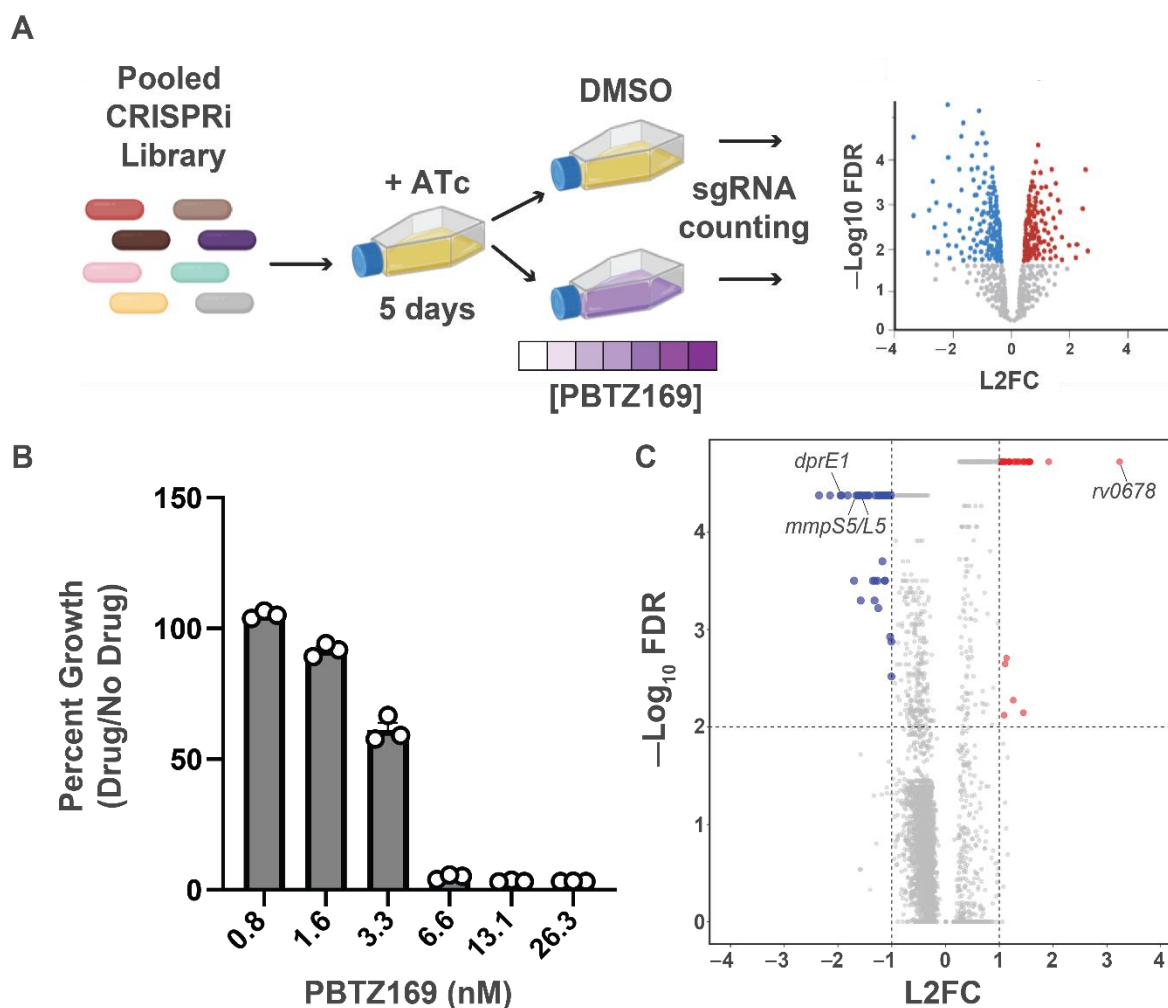 A
Pooled
CRISPRi
Library
+ ATc
5 days
DMSO
[PBTZ169]
sgRNA
counting
−Log10 FDR
4
3
2
1
0
−4
−2
0
2
4
L2FC
B
Percent Growth
(Drug/No Drug)
150
100
50
0
0.8
1.6
3.3
6.6
13.1
26.3
PBTZ169 (nM)
C
dprE1
mmpS5/L5
rv0678
−Log10 FDR
4
3
2
1
0
−4
−3
−2
−1
0
1
2
3
4
L2FC